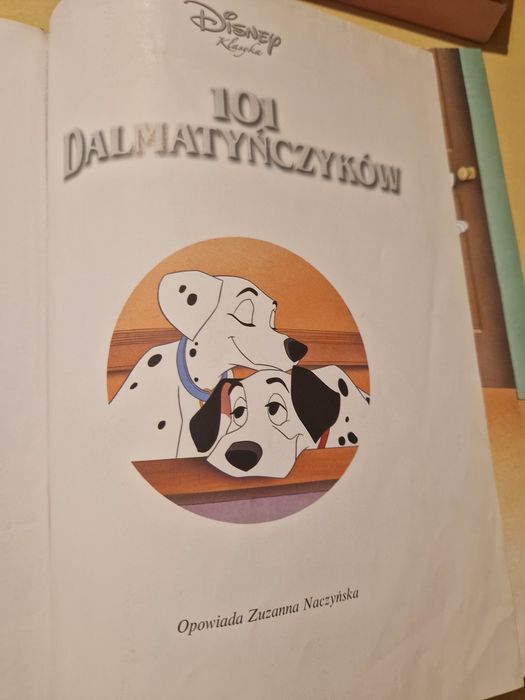 Disney
Klasyka
101
DALMATYŃCZYKÓW
Opowiada Zuzanna Naczyńska